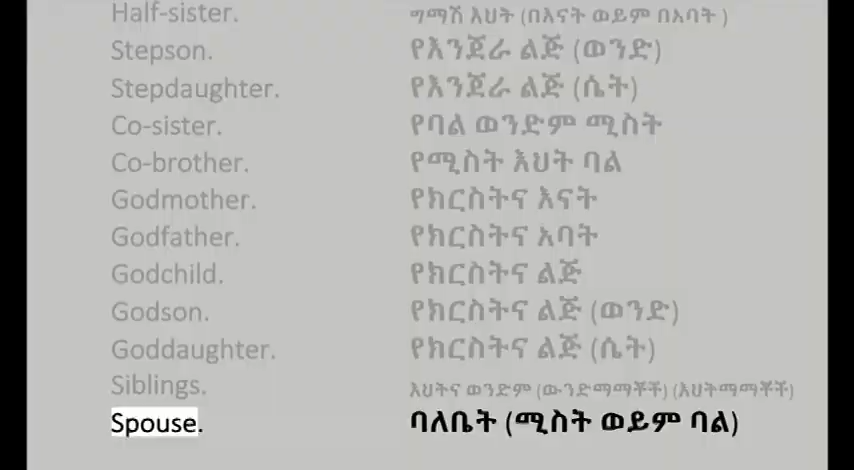 Half-sister. ግማሽ እህት (በእናት ወይም በአባት )
Stepson. የእንጀራ ልጅ (ወንድ)
Stepdaughter. የእንጀራ ልጅ (ሴት)
Co-sister. የባል ወንድም ሚስት
Co-brother. የሚስት እህት ባል
Godmother. የክርስትና እናት
Godfather. የክርስትና አባት
Godchild. የክርስትና ልጅ
Godson. የክርስትና ልጅ (ወንድ)
Goddaughter. የክርስትና ልጅ (ሴት)
Siblings. እህትና ወንድም (ውንድማማቾች) (እህትማማቾች)
Spouse. ባለቤት (ሚስት ወይም ባል)